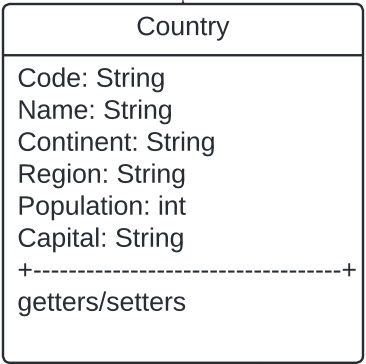 Country
Code: String
Name: String
Continent: String
Region: String
Population: int
Capital: String
+-----------------------------------+
getters/setters